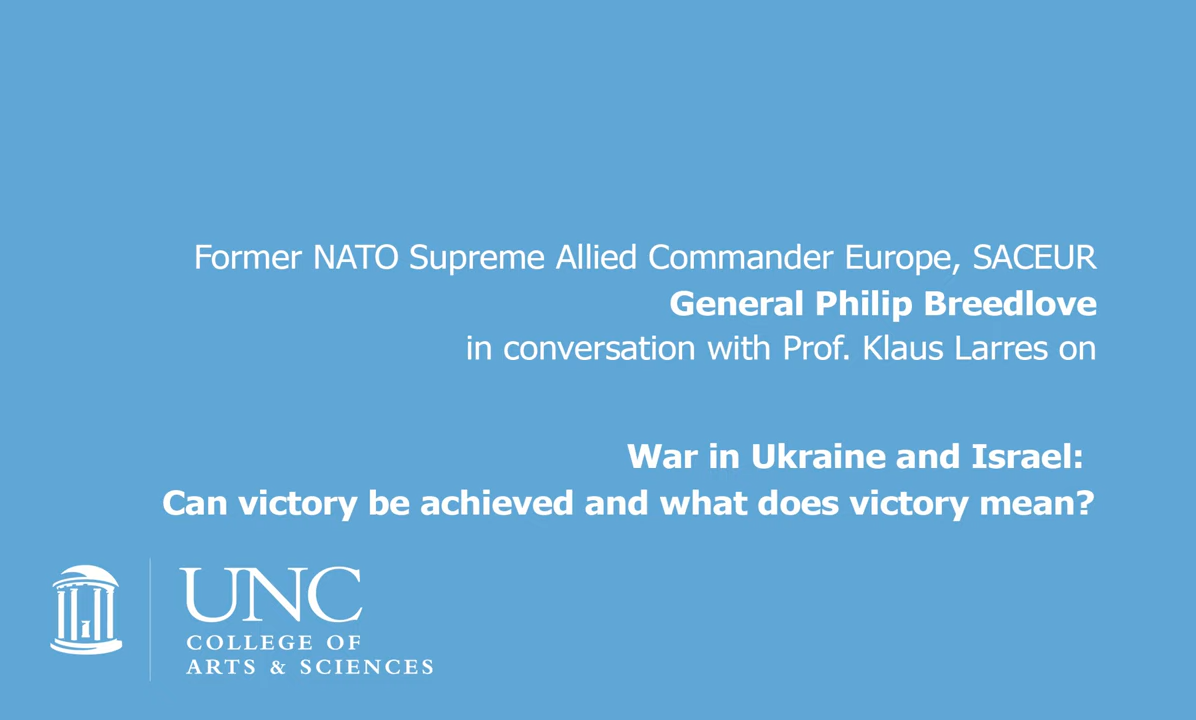 Former NATO Supreme Allied Commander Europe, SACEUR
General Philip Breedlove
in conversation with Prof. Klaus Larres on
War in Ukraine and Israel:
Can victory be achieved and what does victory mean?
UNC
COLLEGE OF
ARTS & SCIENCES